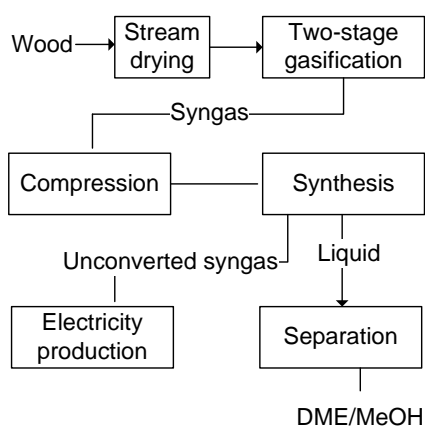 Wood
Stream
drying
Two-stage
gasification
Syngas
Compression
Synthesis
Unconverted syngas
Liquid
Electricity
production
Separation
DME/MeOH